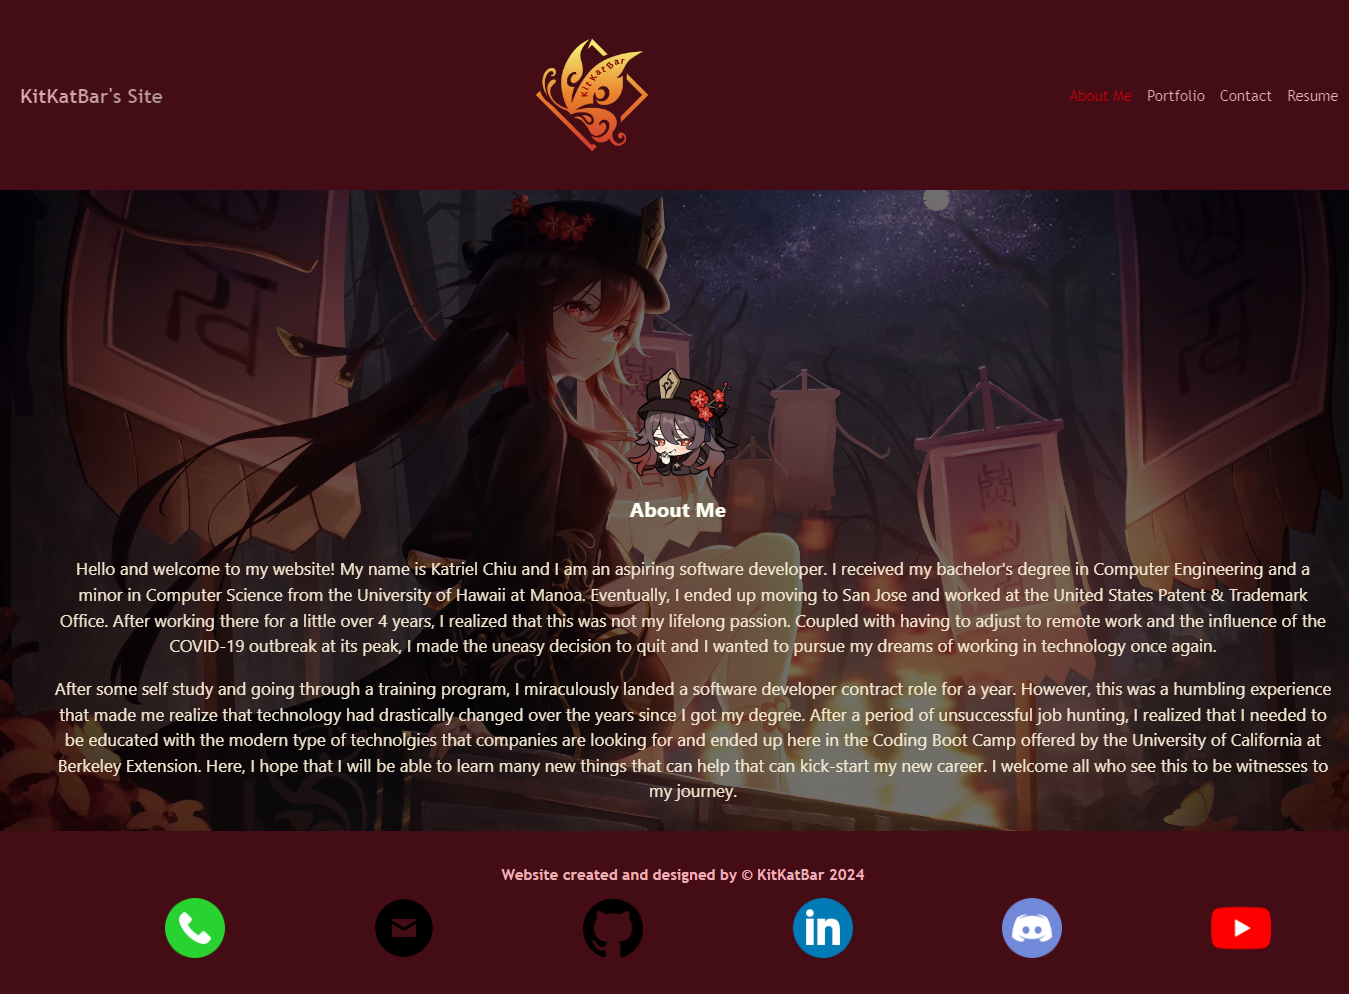 KitKatBar's Site
KitKatBar
About Me
Portfolio
Contact
Resume
About Me
Hello and welcome to my website! My name is Katriel Chiu and I am an aspiring software developer. I received my bachelor's degree in Computer Engineering and a
minor in Computer Science from the University of Hawaii at Manoa. Eventually, I ended up moving to San Jose and worked at the United States Patent & Trademark
Office. After working there for a little over 4 years, I realized that this was not my lifelong passion. Coupled with having to adjust to remote work and the influence of the
COVID-19 outbreak at its peak, I made the uneasy decision to quit and I wanted to pursue my dreams of working in technology once again.
After some self study and going through a training program, I miraculously landed a software developer contract role for a year. However, this was a humbling experience
that made me realize that technology had drastically changed over the years since I got my degree. After a period of unsuccessful job hunting, I realized that I needed to
be educated with the modern type of technolgies that companies are looking for and ended up here in the Coding Boot Camp offered by the University of California at
Berkeley Extension. Here, I hope that I will be able to learn many new things that can help that can kick-start my new career. I welcome all who see this to be witnesses to
my journey.
Website created and designed by © KitKatBar 2024
in